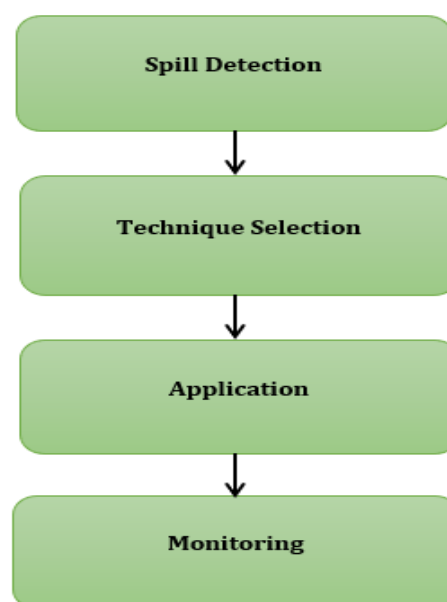 Spill Detection
Technique Selection
Application
Monitoring